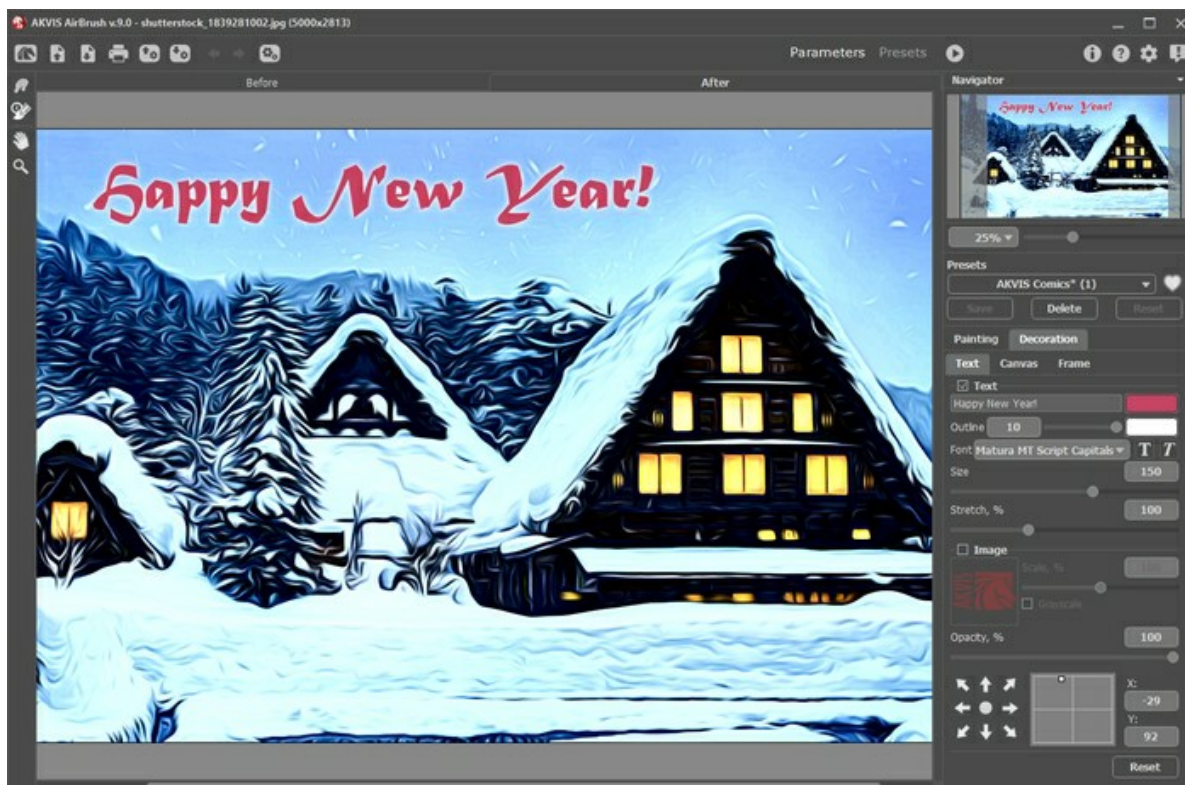 AKVIS AirBrush v.9.0 - shutterstock_1839281002.jpg (5000x2813)
Parameters Presets
Before After
Happy New Year!
Navigator
Happy New Year!
25%
Presets
AKVIS Comics* (1)
Save Delete Reset
Painting Decoration
Text Canvas Frame
Text
Happy New Year!
Outline 10
Font Matura MT Script Capitals T T
Size 150
Stretch, % 100
Image
Scale, %
AKVIS
Grayscale
Opacity, % 100
X:
-29
Y:
92
Reset